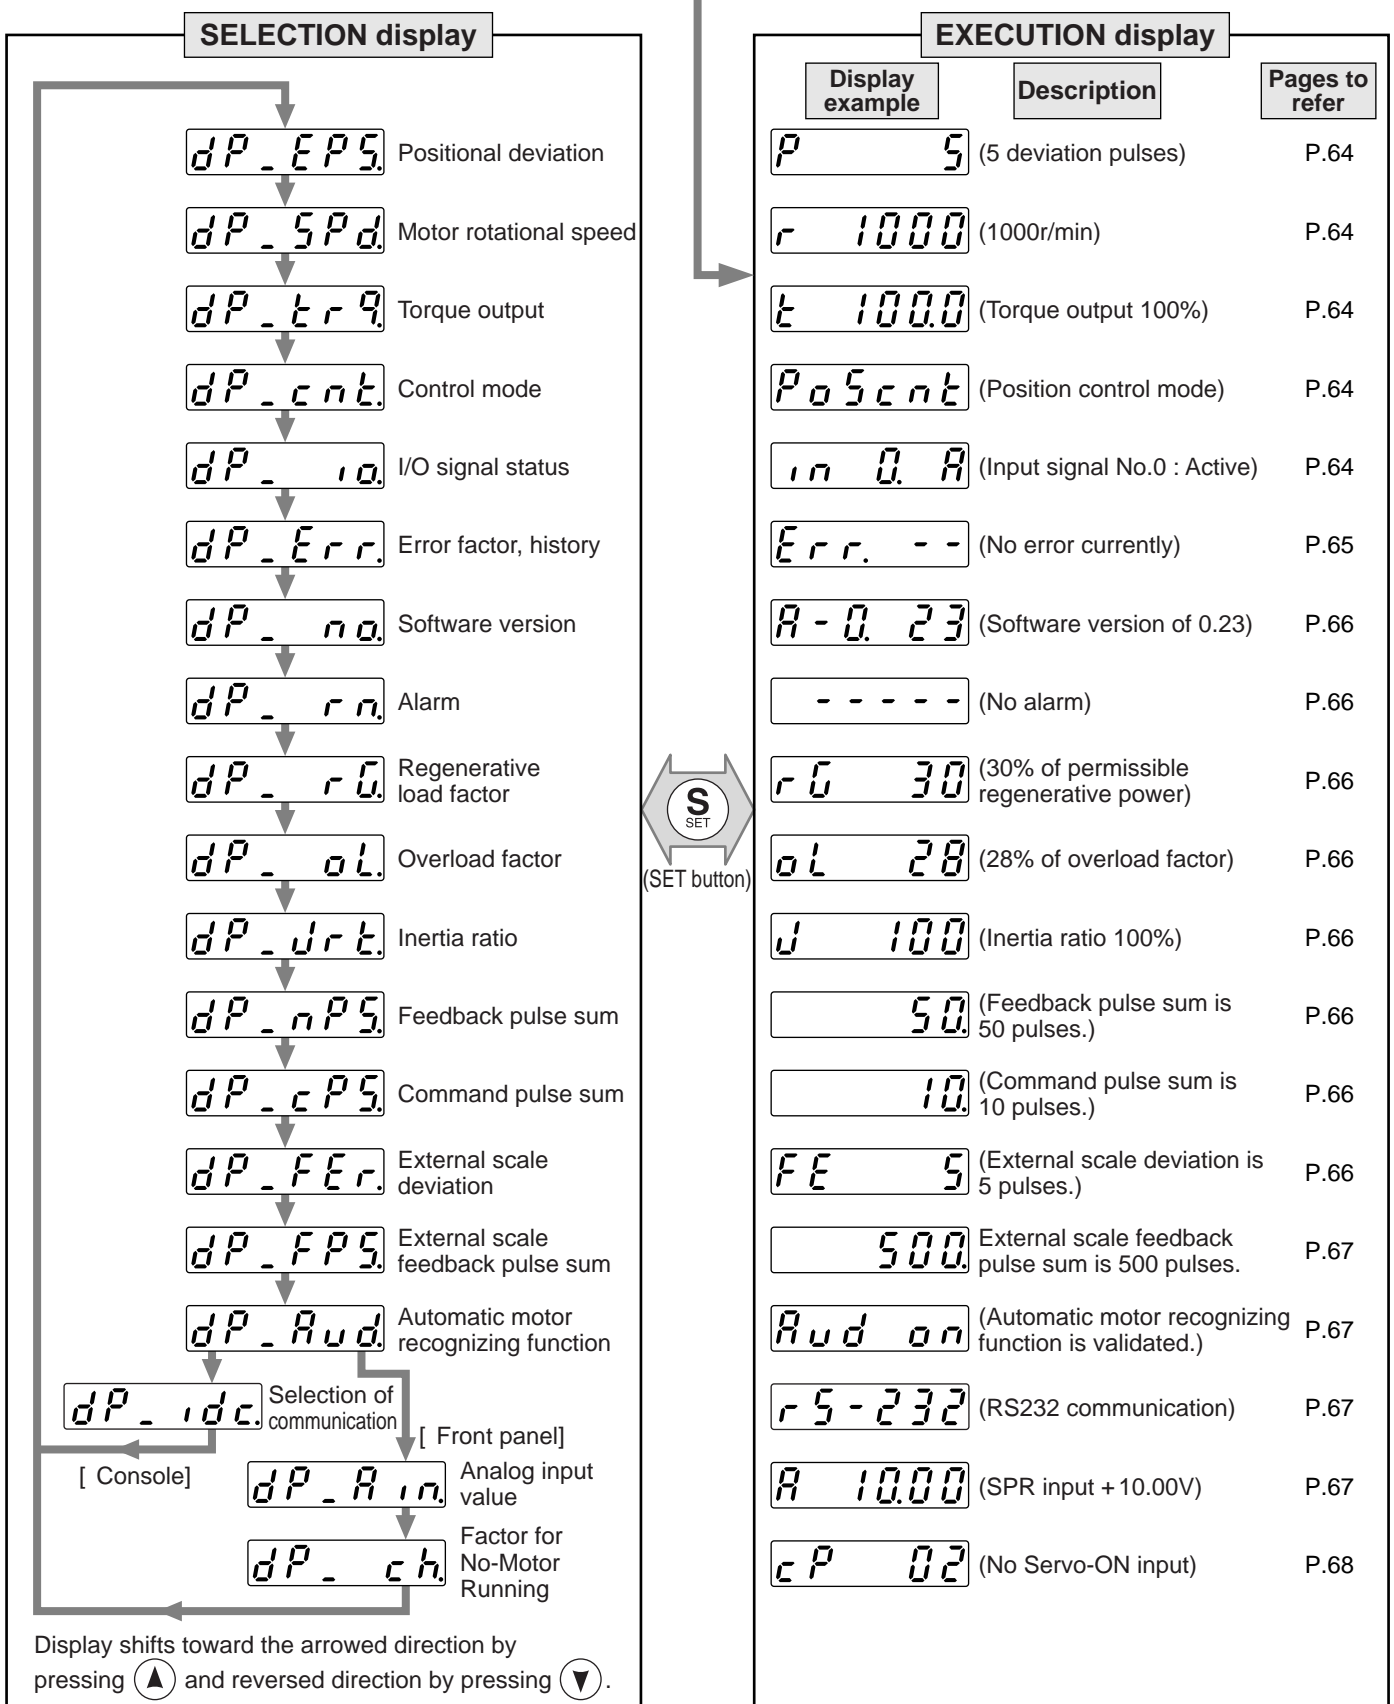 SELECTION display
dP_EPS. Positional deviation
dP_SPd. Motor rotational speed
dP_trq. Torque output
dP_cnt. Control mode
dP_ io. I/O signal status
dP_Err. Error factor, history
dP_ no. Software version
dP_ rn. Alarm
dP_ rG. Regenerative
load factor
dP_ oL. Overload factor
dP_Jrt. Inertia ratio
dP_nPS. Feedback pulse sum
dP_cPS. Command pulse sum
dP_FEr. External scale
deviation
dP_FPS. External scale
feedback pulse sum
dP_Aud. Automatic motor
recognizing function
dP_ idc. Selection of
communication
[ Front panel]
[ Console]
dP_Ain. Analog input
value
dP_ ch. Factor for
No-Motor
Running
Display shifts toward the arrowed direction by
pressing ▲ and reversed direction by pressing ▼.
S
SET
(SET button)
EXECUTION display
Display
example
Description
Pages to
refer
P 5 (5 deviation pulses) P.64
r 1000 (1000r/min) P.64
t 100.0 (Torque output 100%) P.64
PoScnt (Position control mode) P.64
in 0. A (Input signal No.0 : Active) P.64
Err. -- (No error currently) P.65
A-0. 23 (Software version of 0.23) P.66
----- (No alarm) P.66
rG 30 (30% of permissible
regenerative power) P.66
oL 28 (28% of overload factor) P.66
J 100 (Inertia ratio 100%) P.66
50. (Feedback pulse sum is
50 pulses.) P.66
10. (Command pulse sum is
10 pulses.) P.66
FE 5 (External scale deviation is
5 pulses.) P.66
500. External scale feedback
pulse sum is 500 pulses. P.67
Aud on (Automatic motor recognizing
function is validated.) P.67
rS-232 (RS232 communication) P.67
A 10.00 (SPR input +10.00V) P.67
cP 02 (No Servo-ON input) P.68